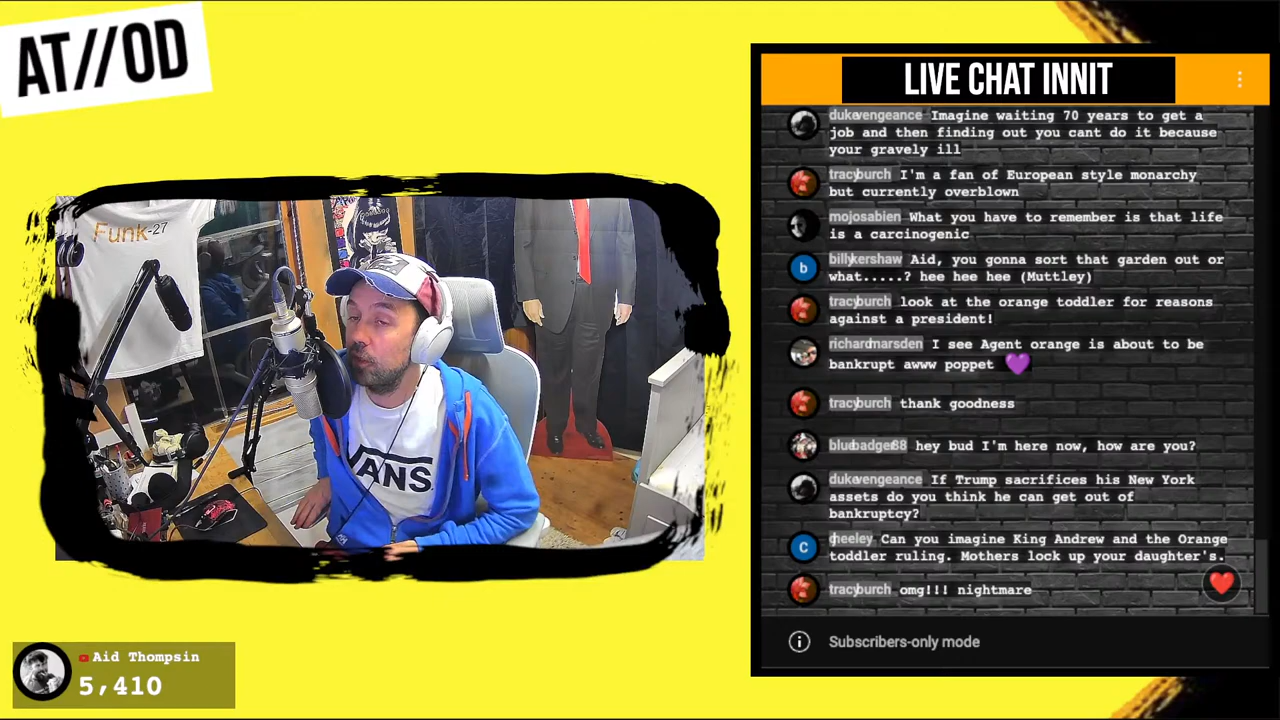 AT//OD
LIVE CHAT INNIT
dukevengeance Imagine waiting 70 years to get a
job and then finding out you cant do it because
your gravely ill
tracyburch I'm a fan of European style monarchy
but currently overblown
mojosabien What you have to remember is that life
is a carcinogenic
billykershaw Aid, you gonna sort that garden out or
what.....? hee hee hee (Muttley)
tracyburch look at the orange toddler for reasons
against a president!
richardmarsden I see Agent orange is about to be
bankrupt awww poppet 💜
tracyburch thank goodness
bluebadger88 hey bud I'm here now, how are you?
dukevengeance If Trump sacrifices his New York
assets do you think he can get out of
bankruptcy?
cheeley Can you imagine King Andrew and the Orange
toddler ruling. Mothers lock up your daughter's.
tracyburch omg!!! nightmare
Subscribers-only mode
Funk-27
VANS
Aid Thompsin
5,410